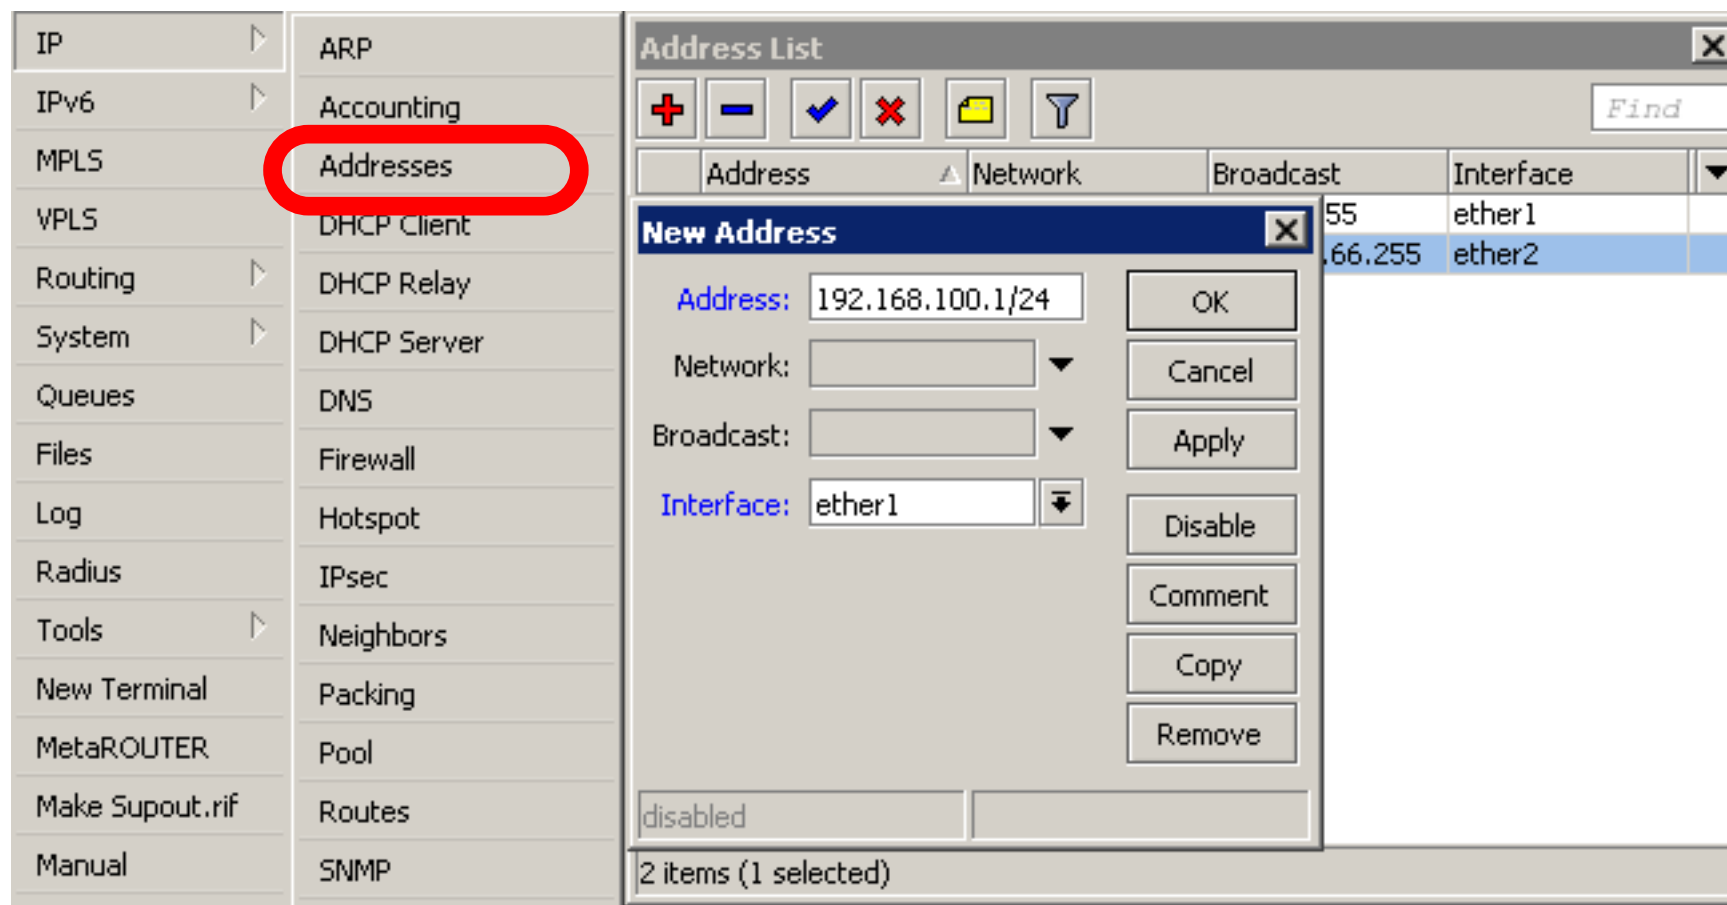 IP
IPv6
MPLS
VPLS
Routing
System
Queues
Files
Log
Radius
Tools
New Terminal
MetaROUTER
Make Supout.rif
Manual
ARP
Accounting
Addresses
DHCP Client
DHCP Relay
DHCP Server
DNS
Firewall
Hotspot
IPsec
Neighbors
Packing
Pool
Routes
SNMP
Address List
Find
Address Network Broadcast Interface
55 ether1
.66.255 ether2
New Address
Address: 192.168.100.1/24
Network:
Broadcast:
Interface: ether1
OK
Cancel
Apply
Disable
Comment
Copy
Remove
disabled
2 items (1 selected)